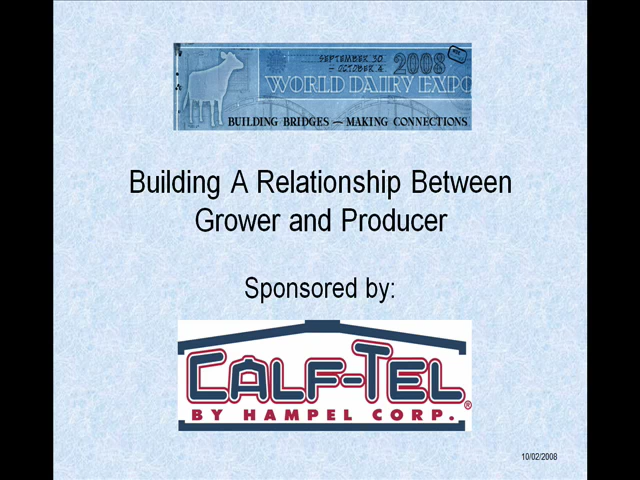 SEPTEMBER 30
– OCTOBER 4
2008
WORLD DAIRY EXPO
BUILDING BRIDGES – MAKING CONNECTIONS
Building A Relationship Between
Grower and Producer
Sponsored by:
CALF-TEL®
BY HAMPEL CORP.
10/02/2008